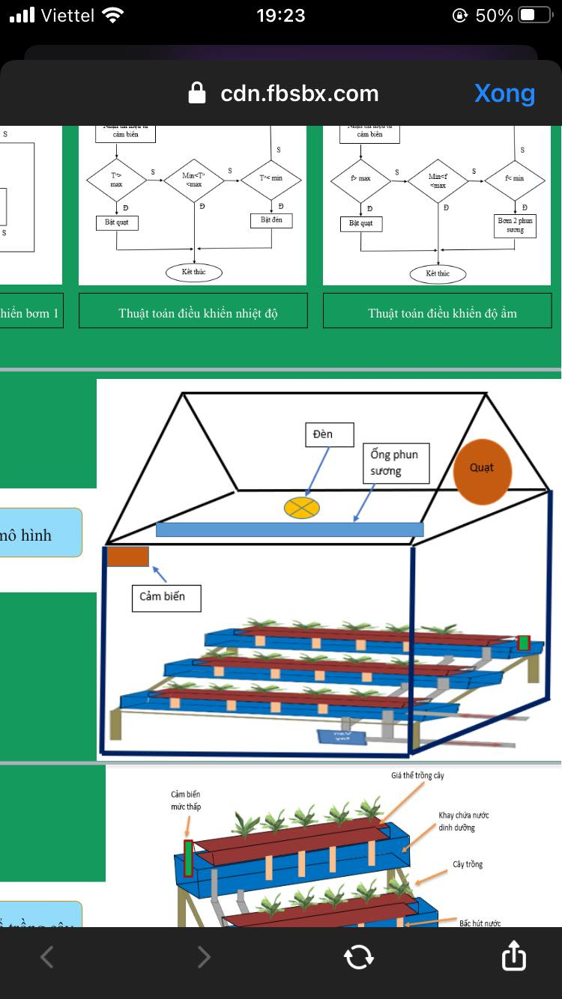 Viettel
19:23
50%
cdn.fbsbx.com
Xong
S
S
cảm biến
T°>
max
S
Min<T°
<max
S
T°< min
S
Đ
Đ
Đ
Bật quạt
Bật đèn
Kết thúc
cảm biến
f> max
S
Min<f
<max
S
f< min
S
Đ
Đ
Đ
Bật quạt
Bơm 2 phun
sương
Kết thúc
hiển bơm 1
Thuật toán điều khiển nhiệt độ
Thuật toán điều khiển độ ẩm
Đèn
Ống phun
sương
Quạt
mô hình
Cảm biến
Giá thể trồng cây
Cảm biến
mức thấp
Khay chứa nước
dinh dưỡng
Cây trồng
Bấc hút nước